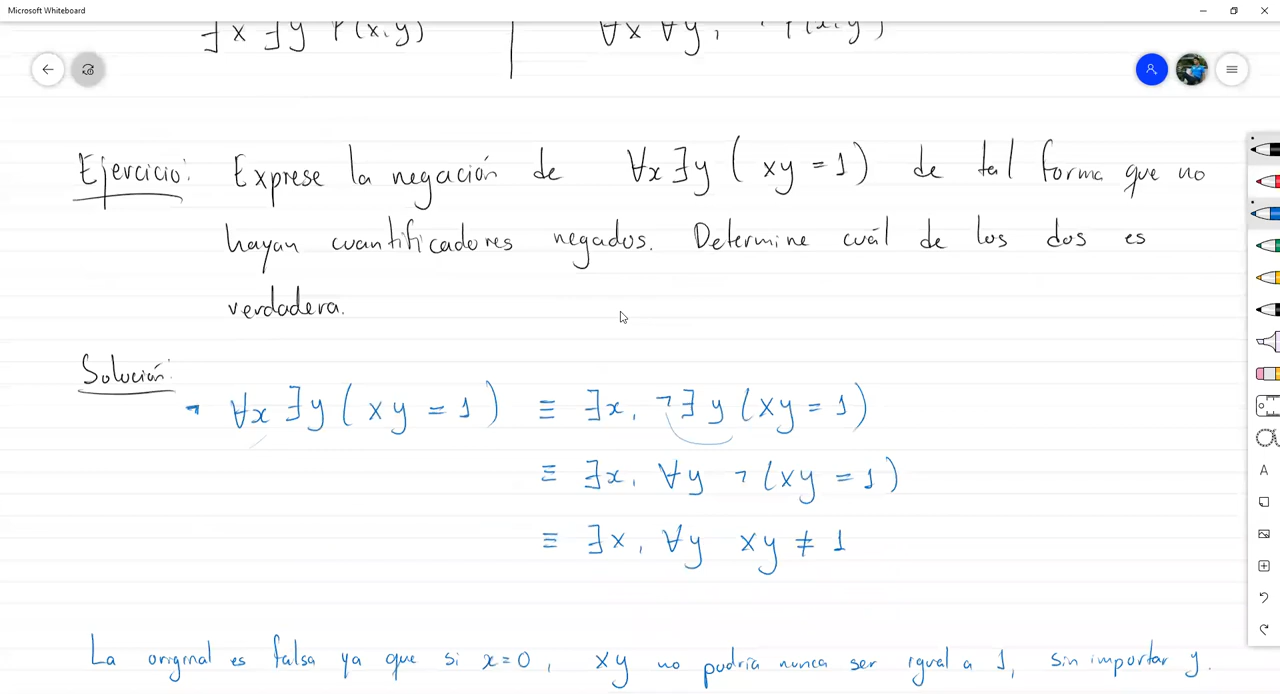 Microsoft Whiteboard
∃x ∃y P(x,y) ∀x ∀y, ¬P(x,y)
Ejercicio: Exprese la negación de ∀x ∃y (xy = 1) de tal forma que no
hayan cuantificadores negados. Determine cuál de los dos es
verdadera.
Solución:
¬ ∀x ∃y (xy = 1) ≡ ∃x, ¬∃y (xy = 1)
≡ ∃x, ∀y ¬(xy = 1)
≡ ∃x, ∀y xy ≠ 1
La original es falsa ya que si x=0, xy no podría nunca ser igual a 1, sin importar y.
A